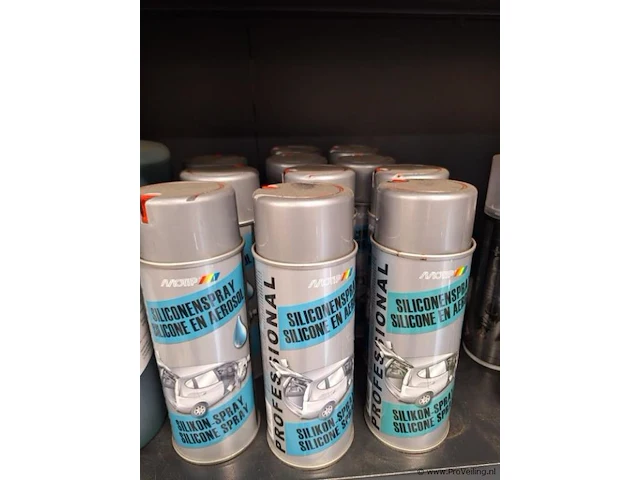 MOTIP
SILICONENSPRAY
SILICONE EN AEROSOL
SILIKON-SPRAY
SILICONE SPRAY
PROFESSIONAL
MOTIP
SILICONENSPRAY
SILICONE EN AEROSOL
SILIKON-SPRAY
SILICONE SPRAY
PROFESSIONAL
MOTIP
SILICONENSPRAY
SILICONE EN AEROSOL
SILIKON-SPRAY
SILICONE SPRAY
© www.ProVeiling.nl